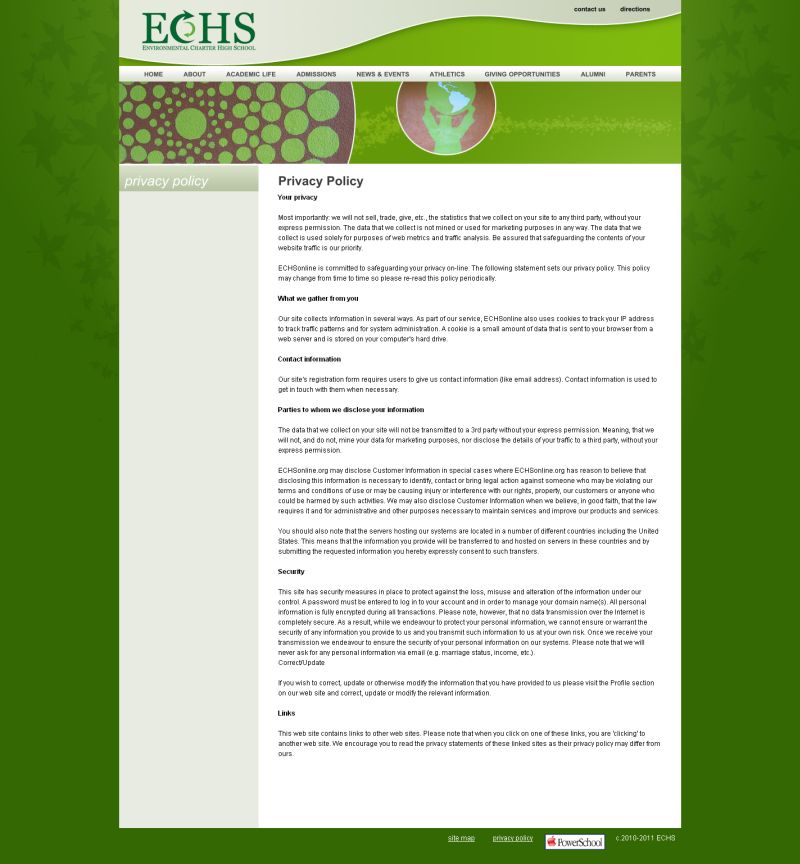 contact us directions
ECHS
ENVIRONMENTAL CHARTER HIGH SCHOOL
HOME ABOUT ACADEMIC LIFE ADMISSIONS NEWS & EVENTS ATHLETICS GIVING OPPORTUNITIES ALUMNI PARENTS
privacy policy
Privacy Policy
Your privacy
Most importantly: we will not sell, trade, give, etc., the statistics that we collect on your site to any third party, without your
express permission. The data that we collect is not mined or used for marketing purposes in any way. The data that we
collect is used solely for purposes of web metrics and traffic analysis. Be assured that safeguarding the contents of your
website traffic is our priority.
ECHSonline is committed to safeguarding your privacy on-line. The following statement sets our privacy policy. This policy
may change from time to time so please re-read this policy periodically.
What we gather from you
Our site collects information in several ways. As part of our service, ECHSonline also uses cookies to track your IP address
to track traffic patterns and for system administration. A cookie is a small amount of data that is sent to your browser from a
web server and is stored on your computer's hard drive.
Contact information
Our site's registration form requires users to give us contact information (like email address). Contact information is used to
get in touch with them when necessary.
Parties to whom we disclose your information
The data that we collect on your site will not be transmitted to a 3rd party without your express permission. Meaning, that we
will not, and do not, mine your data for marketing purposes, nor disclose the details of your traffic to a third party, without your
express permission.
ECHSonline.org may disclose Customer Information in special cases where ECHSonline.org has reason to believe that
disclosing this information is necessary to identify, contact or bring legal action against someone who may be violating our
terms and conditions of use or may be causing injury or interference with our rights, property, our customers or anyone who
could be harmed by such activities. We may also disclose Customer Information when we believe, in good faith, that the law
requires it and for administrative and other purposes necessary to maintain services and improve our products and services.
You should also note that the servers hosting our systems are located in a number of different countries including the United
States. This means that the information you provide will be transferred to and hosted on servers in these countries and by
submitting the requested information you hereby expressly consent to such transfers.
Security
This site has security measures in place to protect against the loss, misuse and alteration of the information under our
control. A password must be entered to log in to your account and in order to manage your domain name(s). All personal
information is fully encrypted during all transactions. Please note, however, that no data transmission over the Internet is
completely secure. As a result, while we endeavour to protect your personal information, we cannot ensure or warrant the
security of any information you provide to us and you transmit such information to us at your own risk. Once we receive your
transmission we endeavour to ensure the security of your personal information on our systems. Please note that we will
never ask for any personal information via email (e.g. marriage status, income, etc.).
Correct/Update
If you wish to correct, update or otherwise modify the information that you have provided to us please visit the Profile section
on our web site and correct, update or modify the relevant information.
Links
This web site contains links to other web sites. Please note that when you click on one of these links, you are 'clicking' to
another web site. We encourage you to read the privacy statements of these linked sites as their privacy policy may differ from
ours.
site map privacy policy PowerSchool c.2010-2011 ECHS